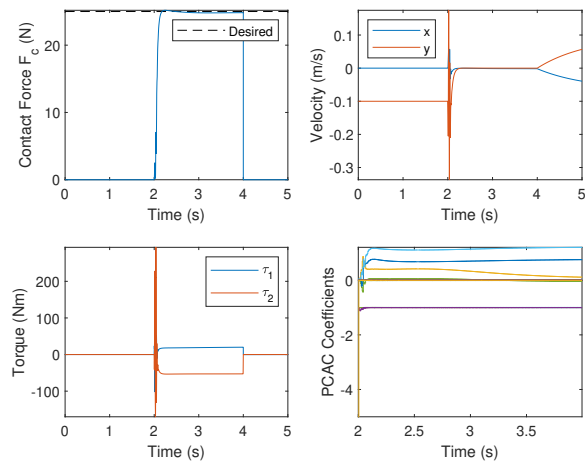 Contact Force F_c (N)
20
10
0
Desired
0 1 2 3 4 5
Time (s)
Velocity (m/s)
0.1
0
-0.1
-0.2
-0.3
x
y
0 1 2 3 4 5
Time (s)
Torque (Nm)
200
100
0
-100
τ_1
τ_2
0 1 2 3 4 5
Time (s)
PCAC Coefficients
0
-2
-4
2 2.5 3 3.5
Time (s)